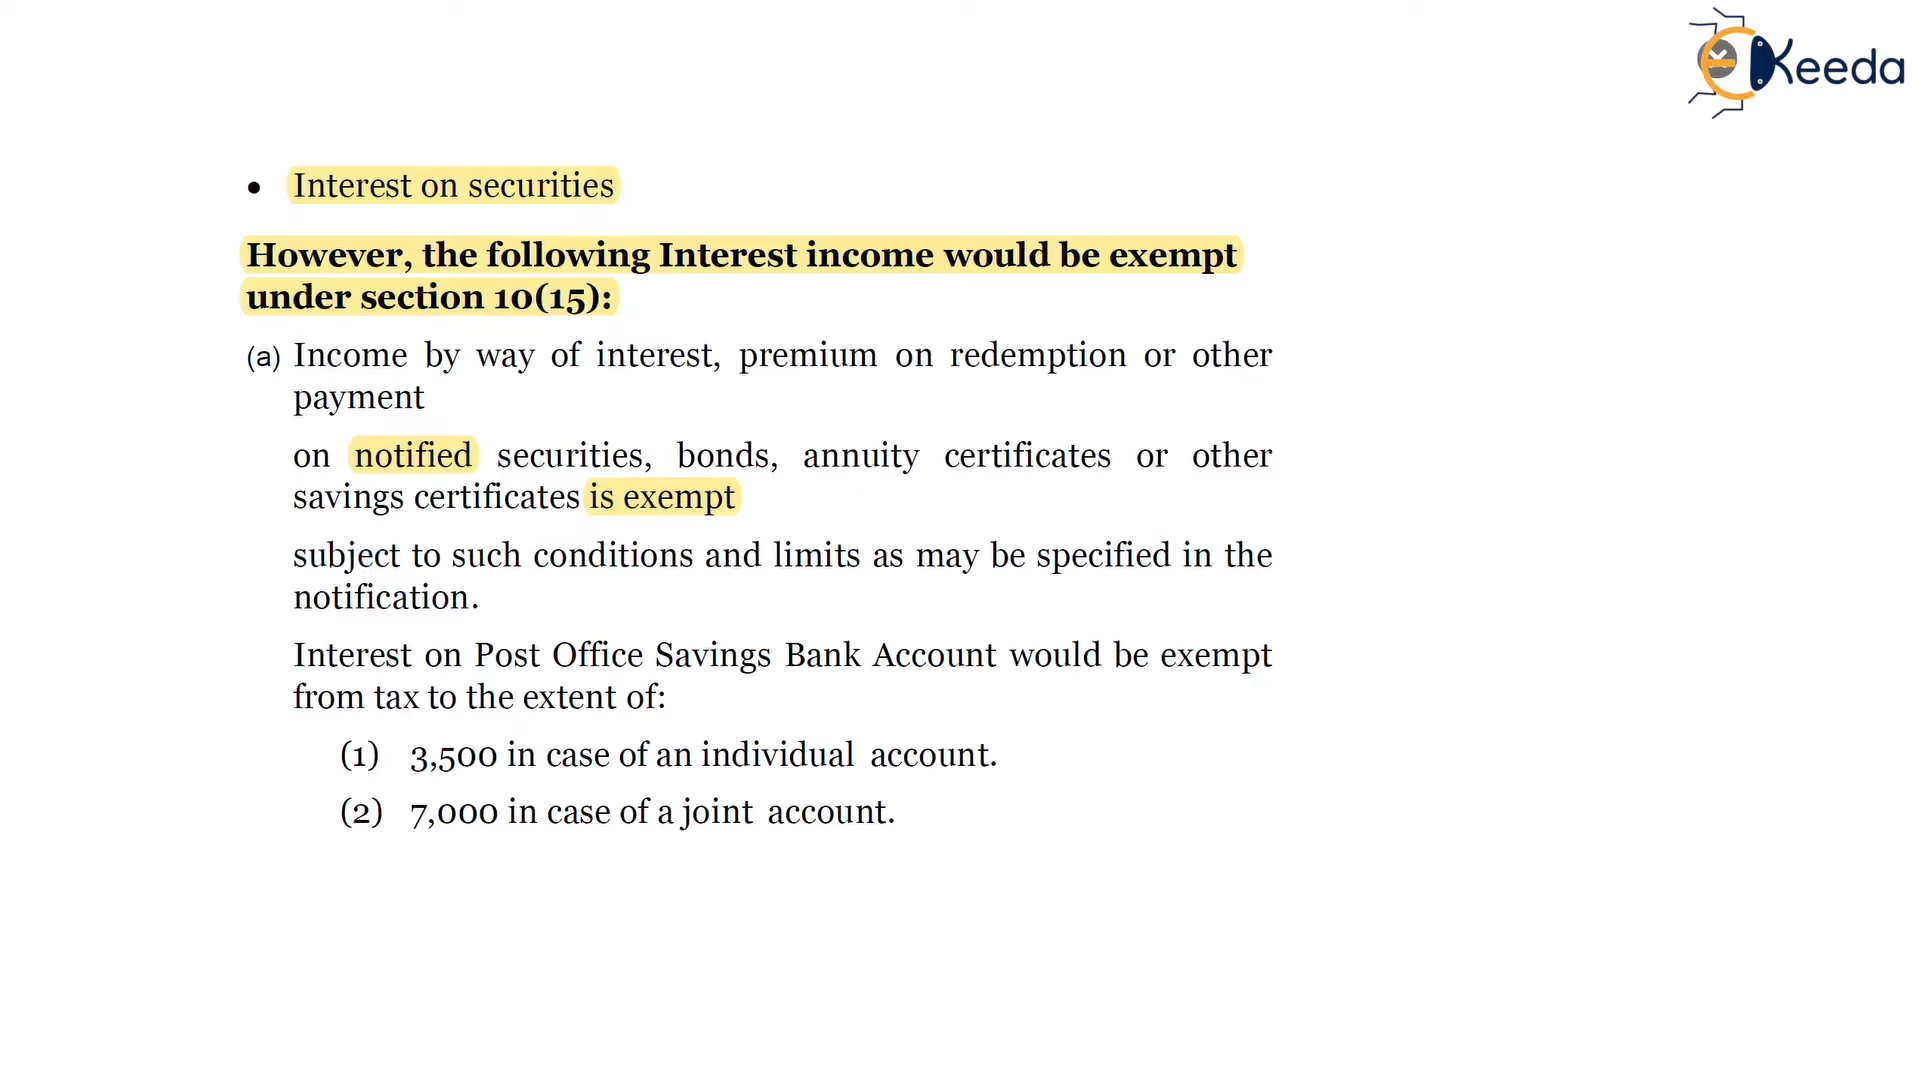 Keeda
• Interest on securities
However, the following Interest income would be exempt
under section 10(15):
(a) Income by way of interest, premium on redemption or other
payment
on notified securities, bonds, annuity certificates or other
savings certificates is exempt
subject to such conditions and limits as may be specified in the
notification.
Interest on Post Office Savings Bank Account would be exempt
from tax to the extent of:
(1) 3,500 in case of an individual account.
(2) 7,000 in case of a joint account.